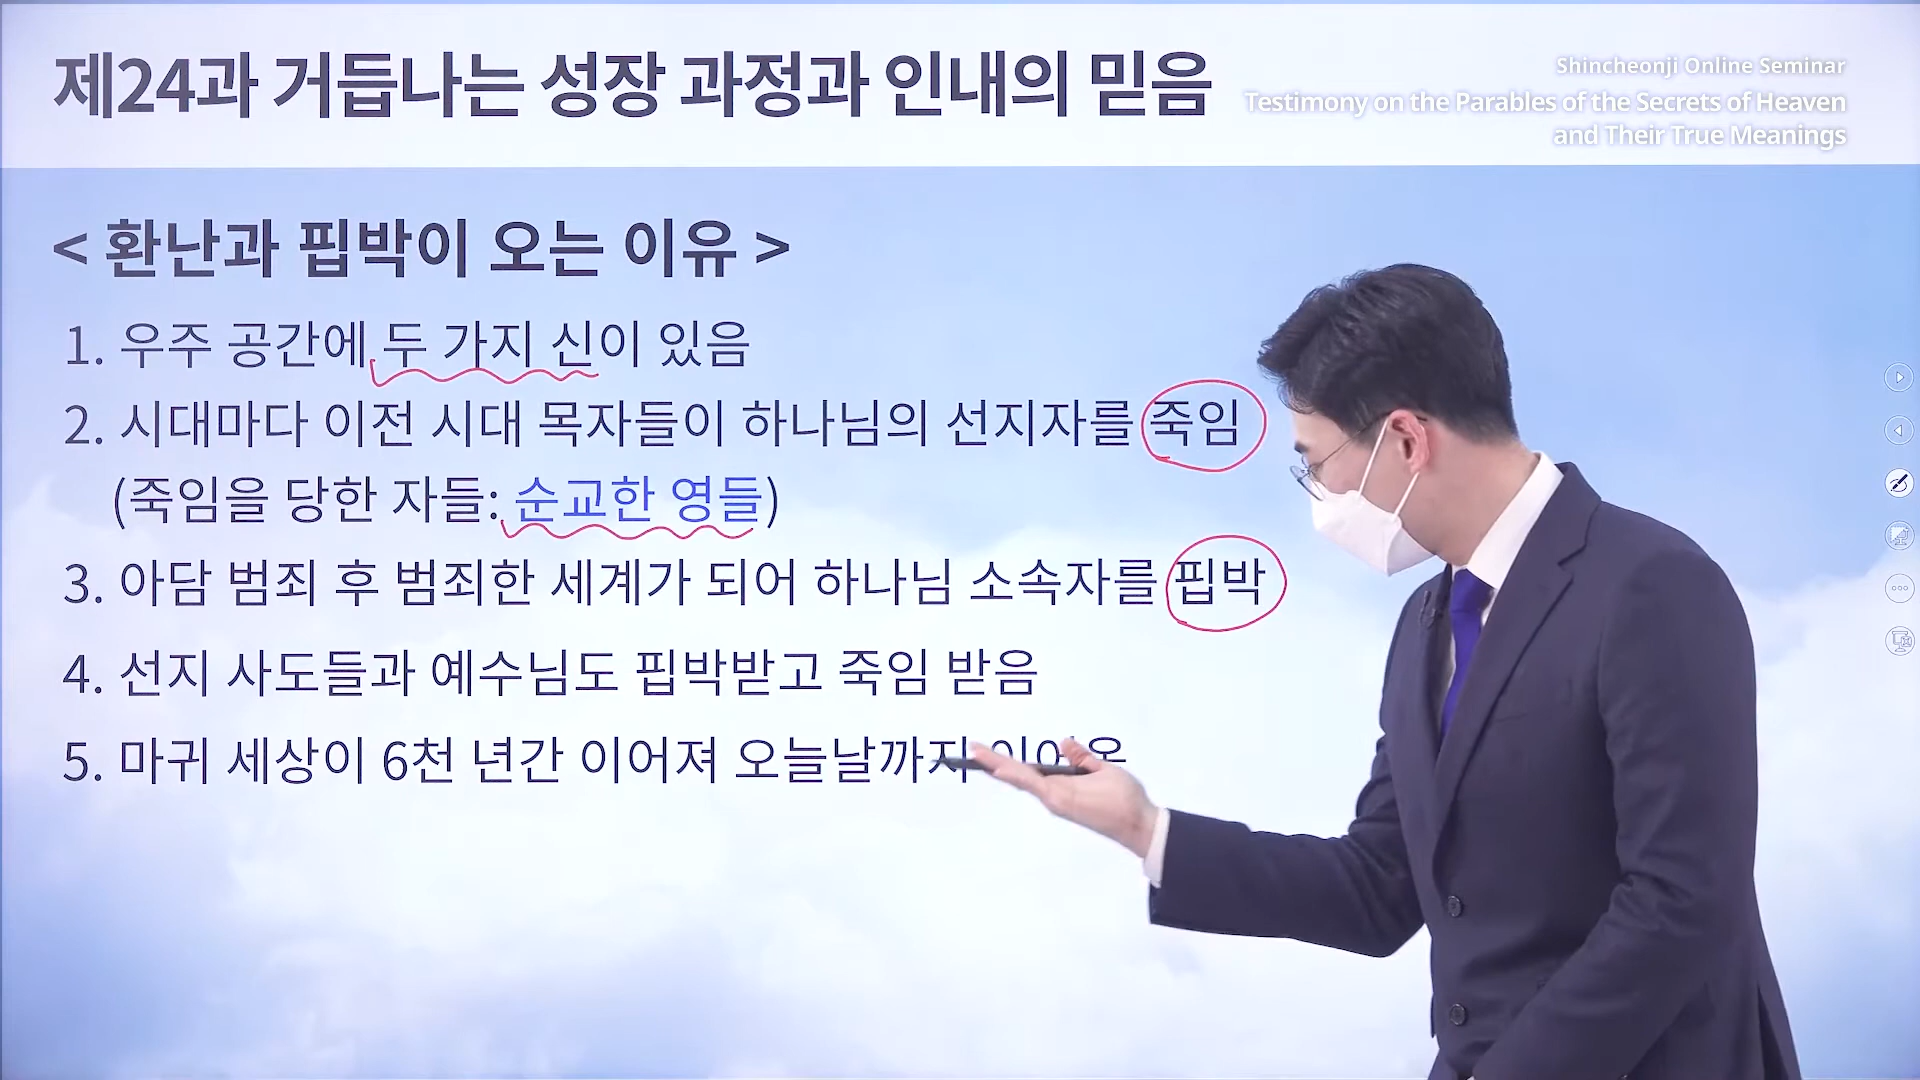 제24과 거듭나는 성장 과정과 인내의 믿음
Shincheonji Online Seminar
Testimony on the Parables of the Secrets of Heaven
and Their True Meanings
< 환난과 핍박이 오는 이유 >
1. 우주 공간에 두 가지 신이 있음
2. 시대마다 이전 시대 목자들이 하나님의 선지자를 죽임
(죽임을 당한 자들: 순교한 영들)
3. 아담 범죄 후 범죄한 세계가 되어 하나님 소속자를 핍박
4. 선지 사도들과 예수님도 핍박받고 죽임 받음
5. 마귀 세상이 6천 년간 이어져 오늘날까지